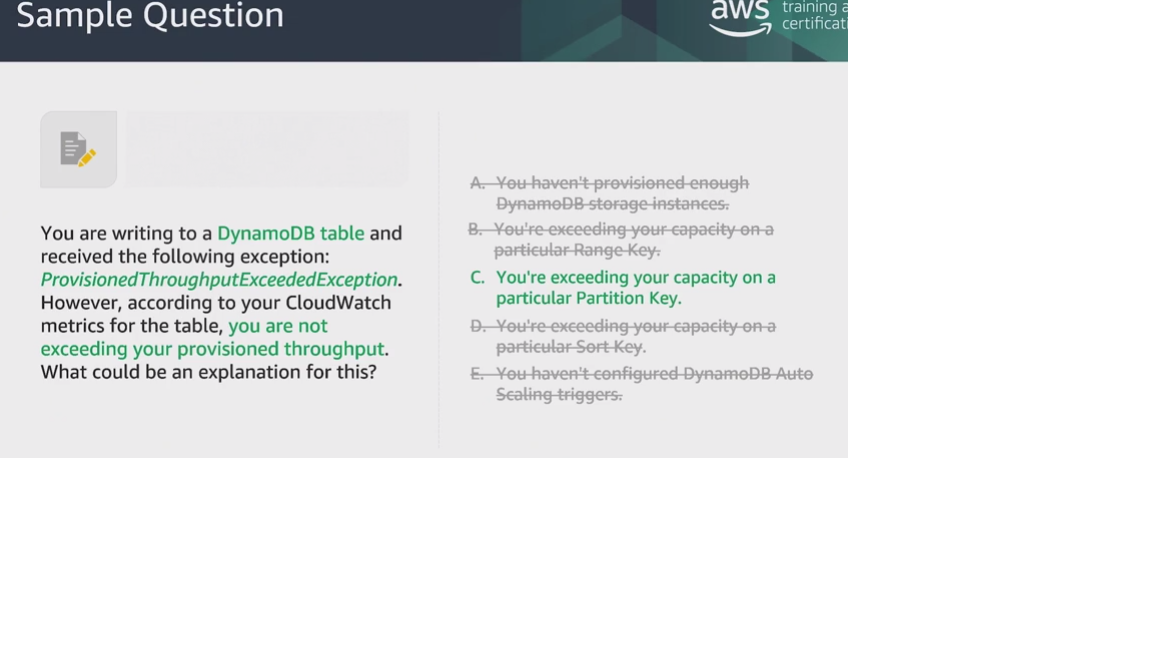 Sample Question
aws
training a
certificati
You are writing to a DynamoDB table and
received the following exception:
ProvisionedThroughputExceededException.
However, according to your CloudWatch
metrics for the table, you are not
exceeding your provisioned throughput.
What could be an explanation for this?
A. You haven't provisioned enough
DynamoDB storage instances.
B. You're exceeding your capacity on a
particular Range Key.
C. You're exceeding your capacity on a
particular Partition Key.
D. You're exceeding your capacity on a
particular Sort Key.
E. You haven't configured DynamoDB Auto
Scaling triggers.